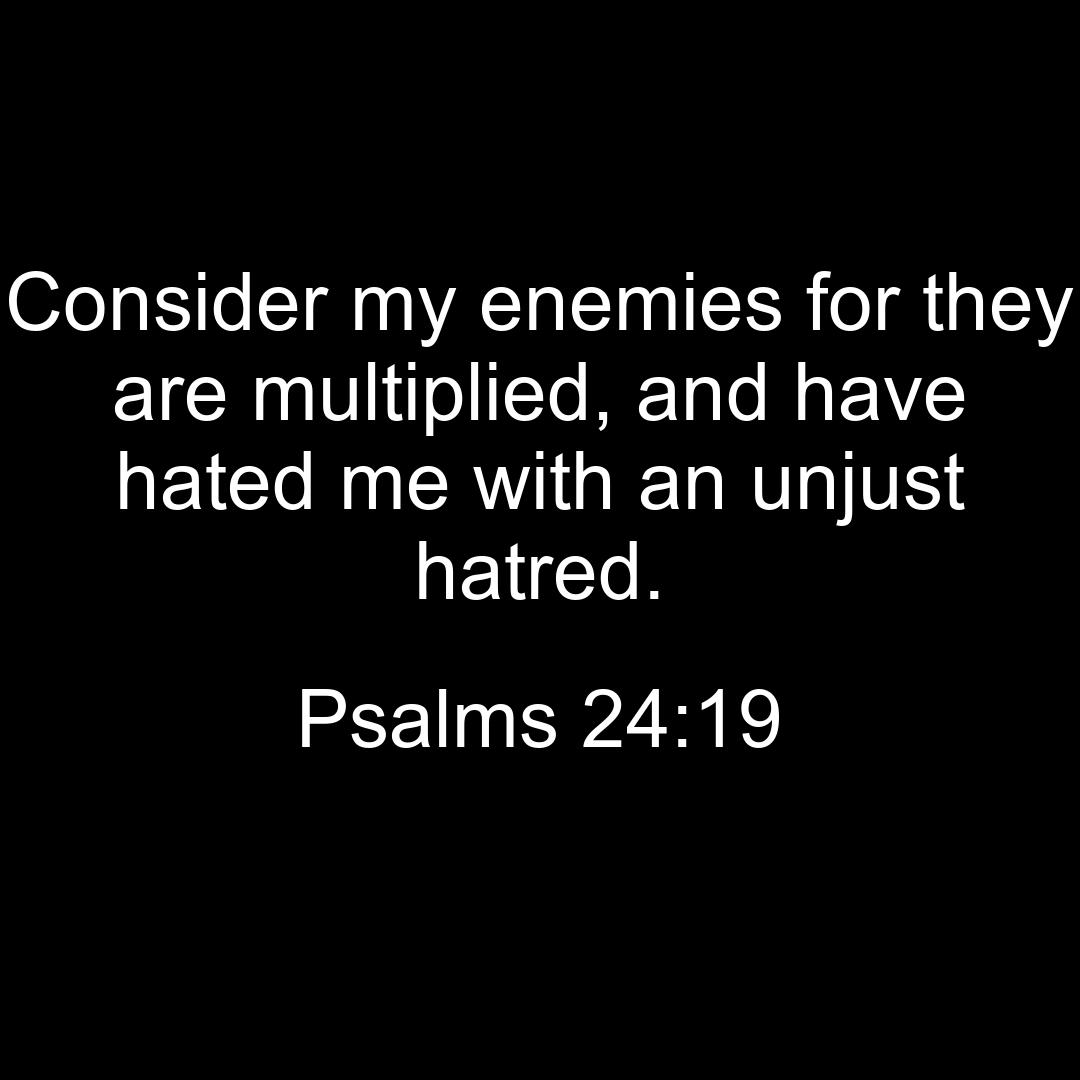 Consider my enemies for they
are multiplied, and have
hated me with an unjust
hatred.
Psalms 24:19